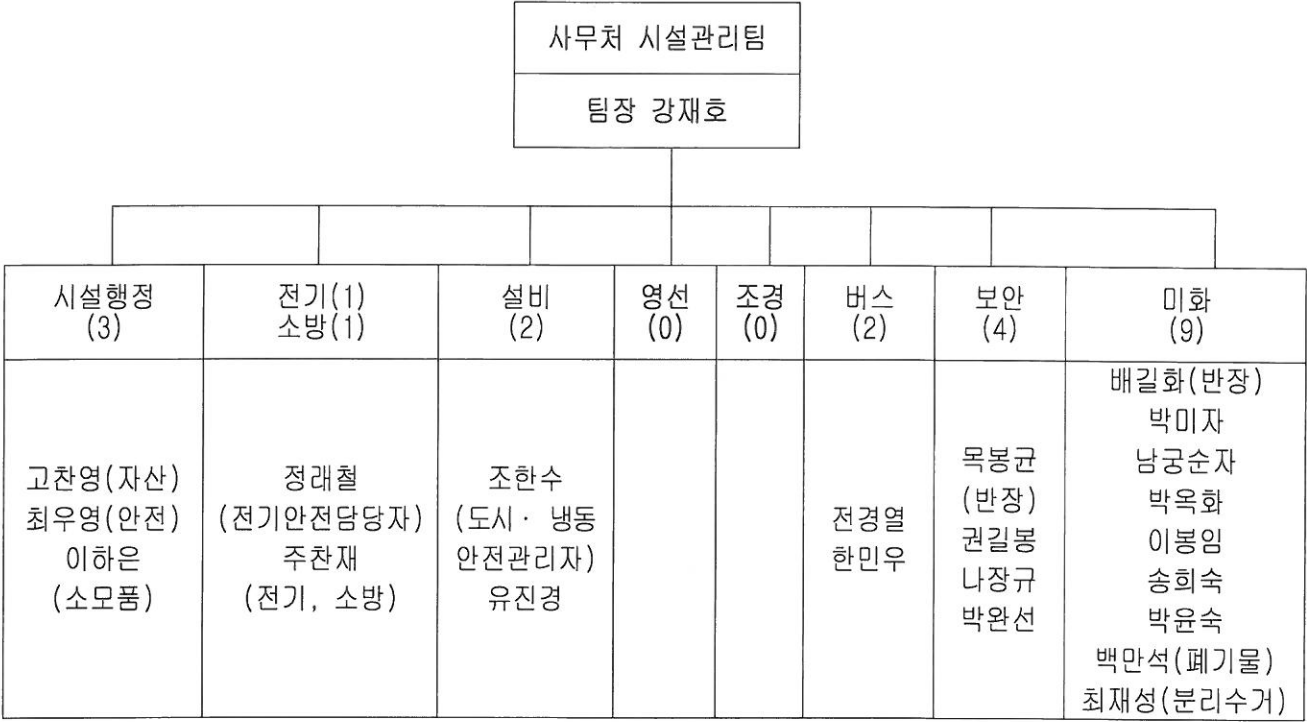 사무처 시설관리팀
팀장 강재호
시설행정
(3)
전기(1)
소방(1)
설비
(2)
영선
(0)
조경
(0)
버스
(2)
보안
(4)
미화
(9)
고찬영(자산)
최우영(안전)
이하은
(소모품)
정래철
(전기안전담당자)
주찬재
(전기, 소방)
조한수
(도시· 냉동
안전관리자)
유진경
전경열
한민우
목봉균
(반장)
권길봉
나장규
박완선
배길화(반장)
박미자
남궁순자
박옥화
이봉임
송희숙
박윤숙
백만석(폐기물)
최재성(분리수거)